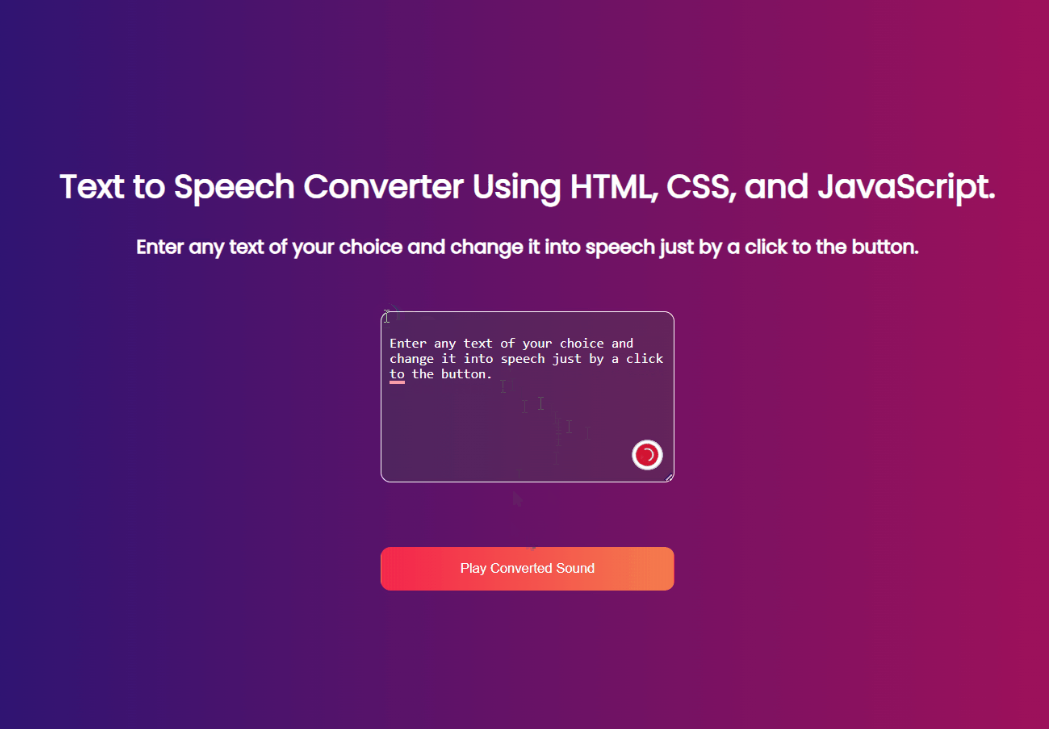 Text to Speech Converter Using HTML, CSS, and JavaScript.
Enter any text of your choice and change it into speech just by a click to the button.
Enter any text of your choice and
change it into speech just by a click
to the button.
Play Converted Sound